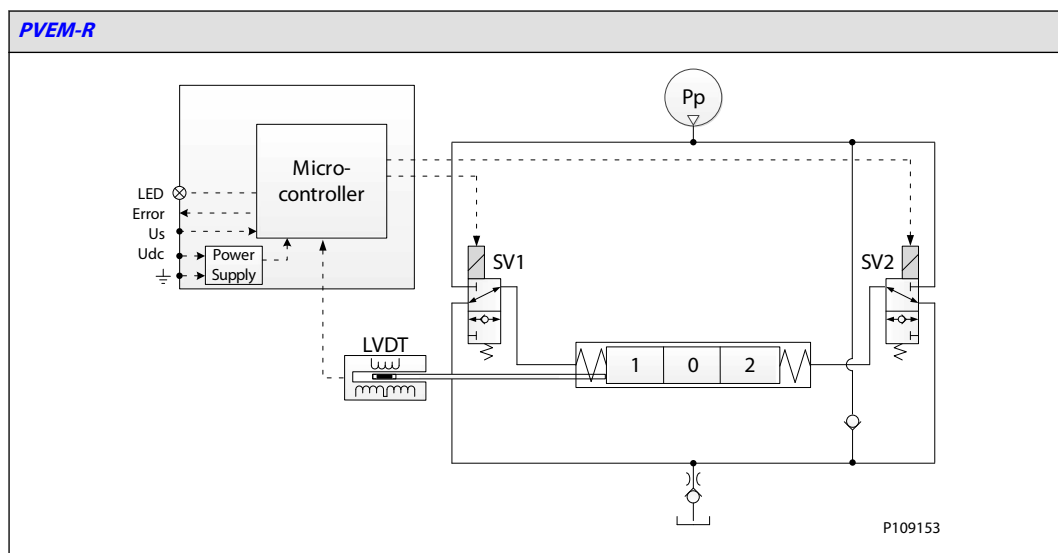 PVEM-R
Pp
Micro-
controller
LED
Error
Us
Udc
Power
Supply
SV1
SV2
LVDT
1 0 2
P109153